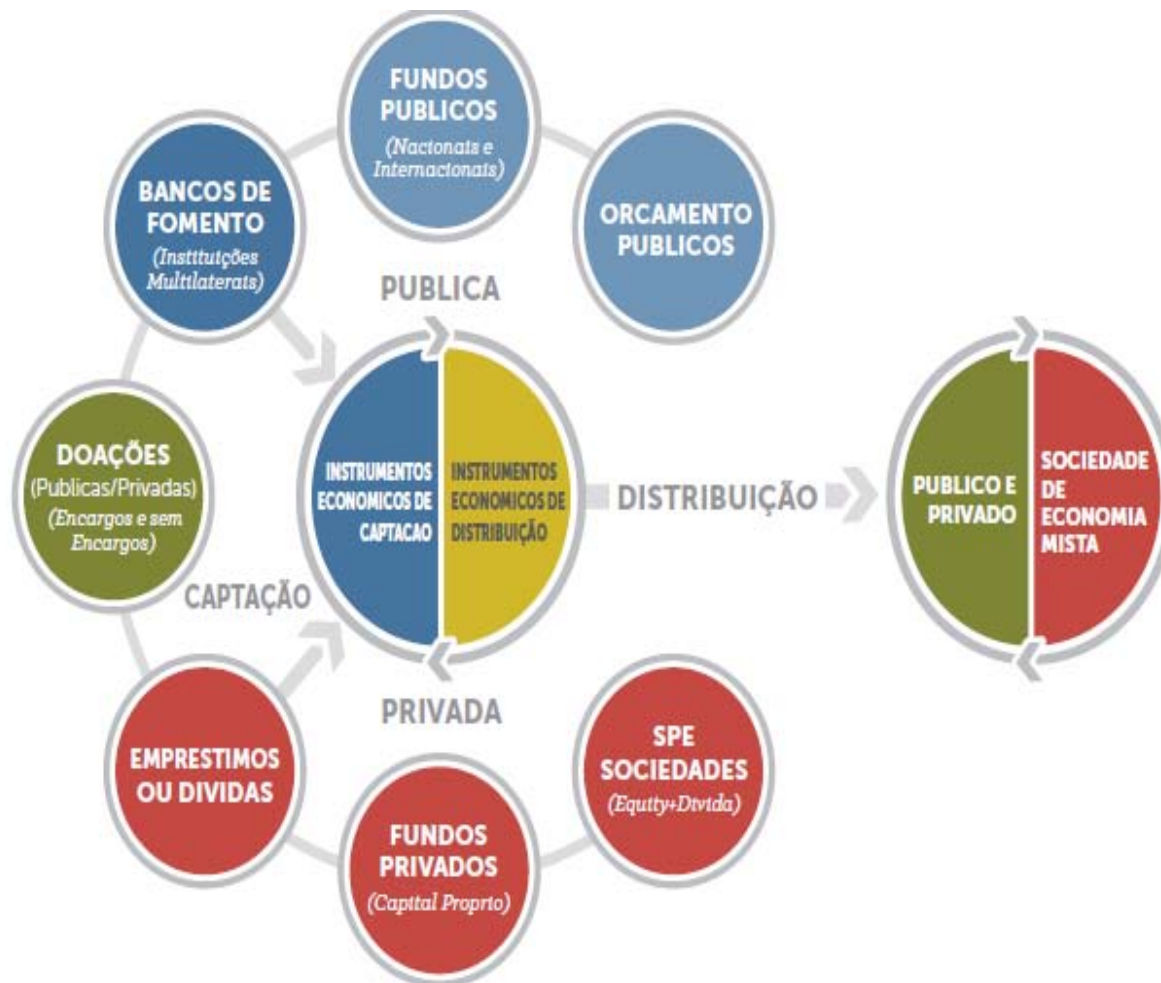 FUNDOS
PUBLICOS
(Nacionais e
Internacionais)
BANCOS DE
FOMENTO
(Instituições
Multilaterais)
ORCAMENTO
PUBLICOS
PUBLICA
DOAÇÕES
(Publicas/Privadas)
(Encargos e sem
Encargos)
INSTRUMENTOS
ECONOMICOS DE
CAPTACAO
INSTRUMENTOS
ECONOMICOS DE
DISTRIBUIÇÃO
DISTRIBUIÇÃO
PUBLICO E
PRIVADO
SOCIEDADE
DE
ECONOMIA
MISTA
CAPTAÇÃO
PRIVADA
EMPRESTIMOS
OU DIVIDAS
FUNDOS
PRIVADOS
(Capital Proprio)
SPE
SOCIEDADES
(Equity+Divida)